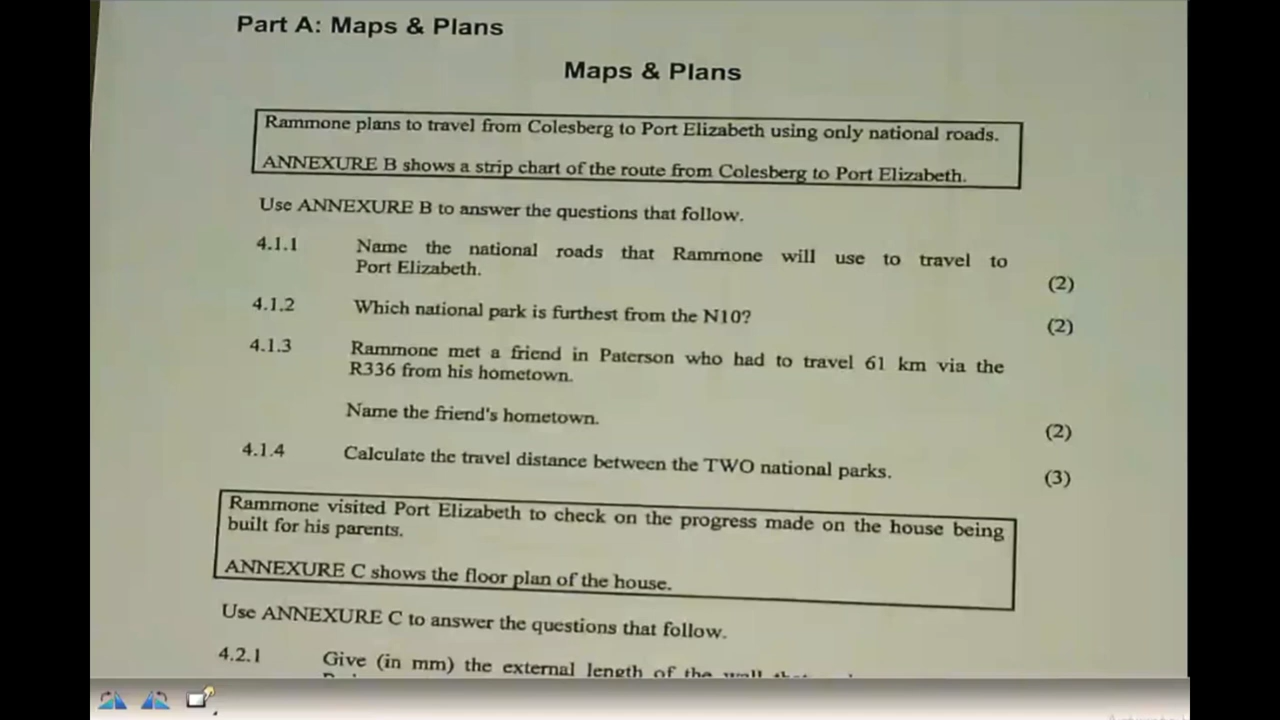 Part A: Maps & Plans
Maps & Plans
Rammone plans to travel from Colesberg to Port Elizabeth using only national roads.
ANNEXURE B shows a strip chart of the route from Colesberg to Port Elizabeth.
Use ANNEXURE B to answer the questions that follow.
4.1.1 Name the national roads that Rammone will use to travel to
Port Elizabeth. (2)
4.1.2 Which national park is furthest from the N10? (2)
4.1.3 Rammone met a friend in Paterson who had to travel 61 km via the
R336 from his hometown.
Name the friend's hometown. (2)
4.1.4 Calculate the travel distance between the TWO national parks. (3)
Rammone visited Port Elizabeth to check on the progress made on the house being
built for his parents.
ANNEXURE C shows the floor plan of the house.
Use ANNEXURE C to answer the questions that follow.
4.2.1 Give (in mm) the external length of the wall